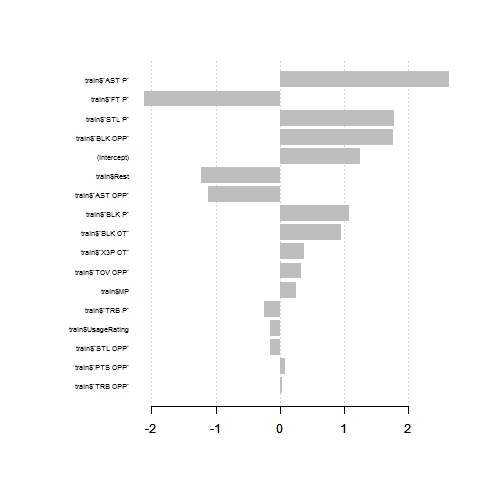 train$`AST P`
train$`FT P`
train$`STL P`
train$`BLK OPP`
(intercept)
train$Rest
train$`AST OPP`
train$`BLK P`
train$`BLK OT`
train$`X3P OT`
train$`TOV OPP`
train$MP
train$`TRB P`
train$UsageRating
train$`STL OPP`
train$`PTS OPP`
train$`TRB OPP`
-2 -1 0 1 2